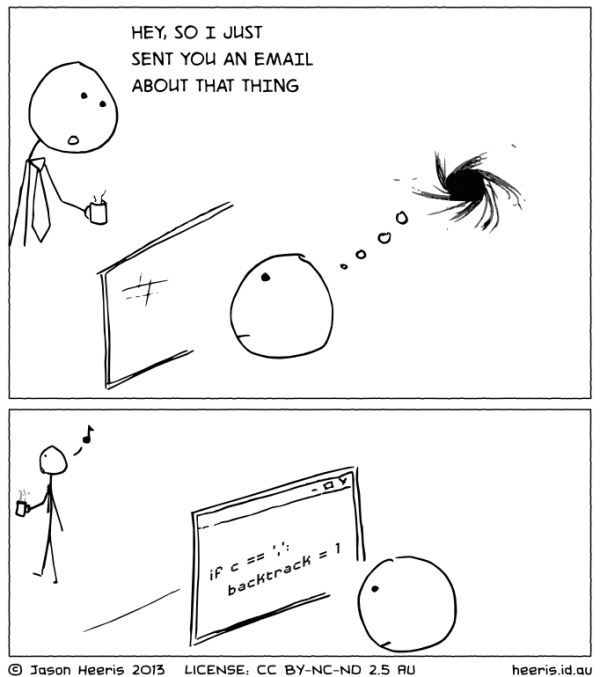 HEY, SO I JUST
SENT YOU AN EMAIL
ABOUT THAT THING
if c == ',':
backtrack = 1
© Jason Heeris 2013 LICENSE: CC BY-NC-ND 2.5 AU heeris.id.au